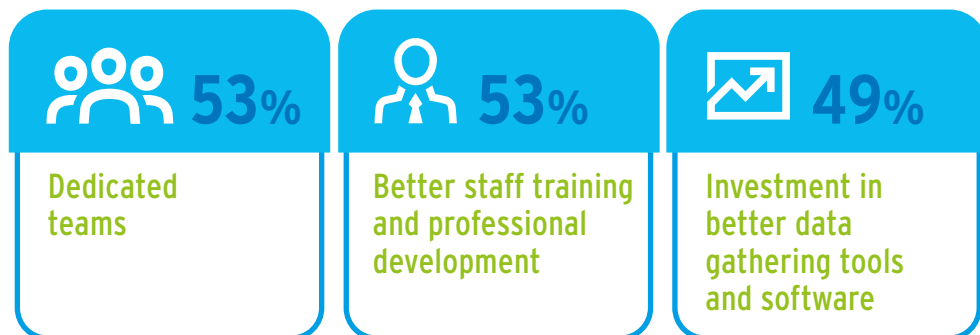 53%
Dedicated
teams
53%
Better staff training
and professional
development
49%
Investment in
better data
gathering tools
and software